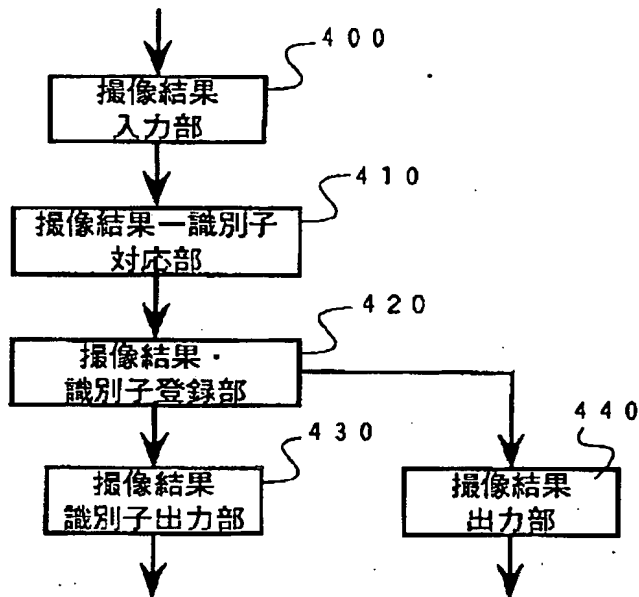 400
撮像結果
入力部
410
撮像結果ー識別子
対応部
420
撮像結果・
識別子登録部
430
撮像結果
識別子出力部
440
撮像結果
出力部